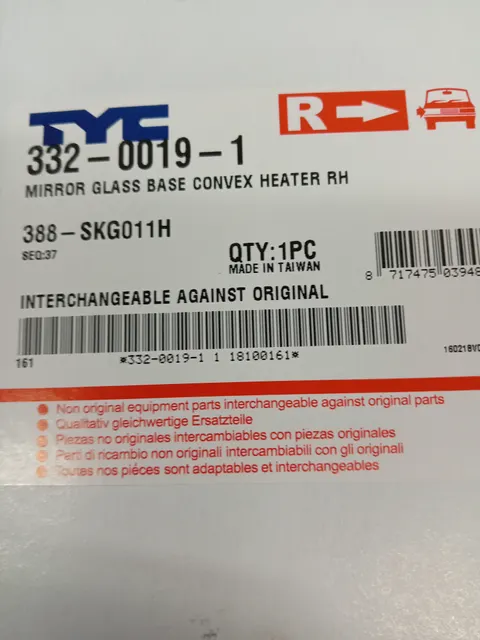 TYC
R
332-0019-1
MIRROR GLASS BASE CONVEX HEATER RH
388-SKG011H
SEQ:37
QTY:1PC
MADE IN TAIWAN
8 717475 03948
INTERCHANGEABLE AGAINST ORIGINAL
161
*332-0019-1 1 18100161*
160218V0
Non original equipment parts interchangeable against original parts
Qualitativ gleichwertige Ersatzteile
Piezas no originales intercambiables con piezas originales
Parti di ricambio non originali intercambiabili con gli originali
Toutes nos piéces sont adaptables et interchangeables